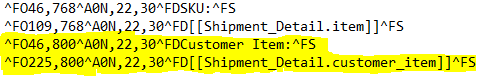 ^FO46,768^A0N,22,30^FDSKU:^FS
^FO109,768^A0N,22,30^FD[[Shipment_Detail.item]]^FS
^FO46,800^A0N,22,30^FDCustomer Item:^FS
^FO225,800^A0N,22,30^FD[[Shipment_Detail.customer_item]]^FS